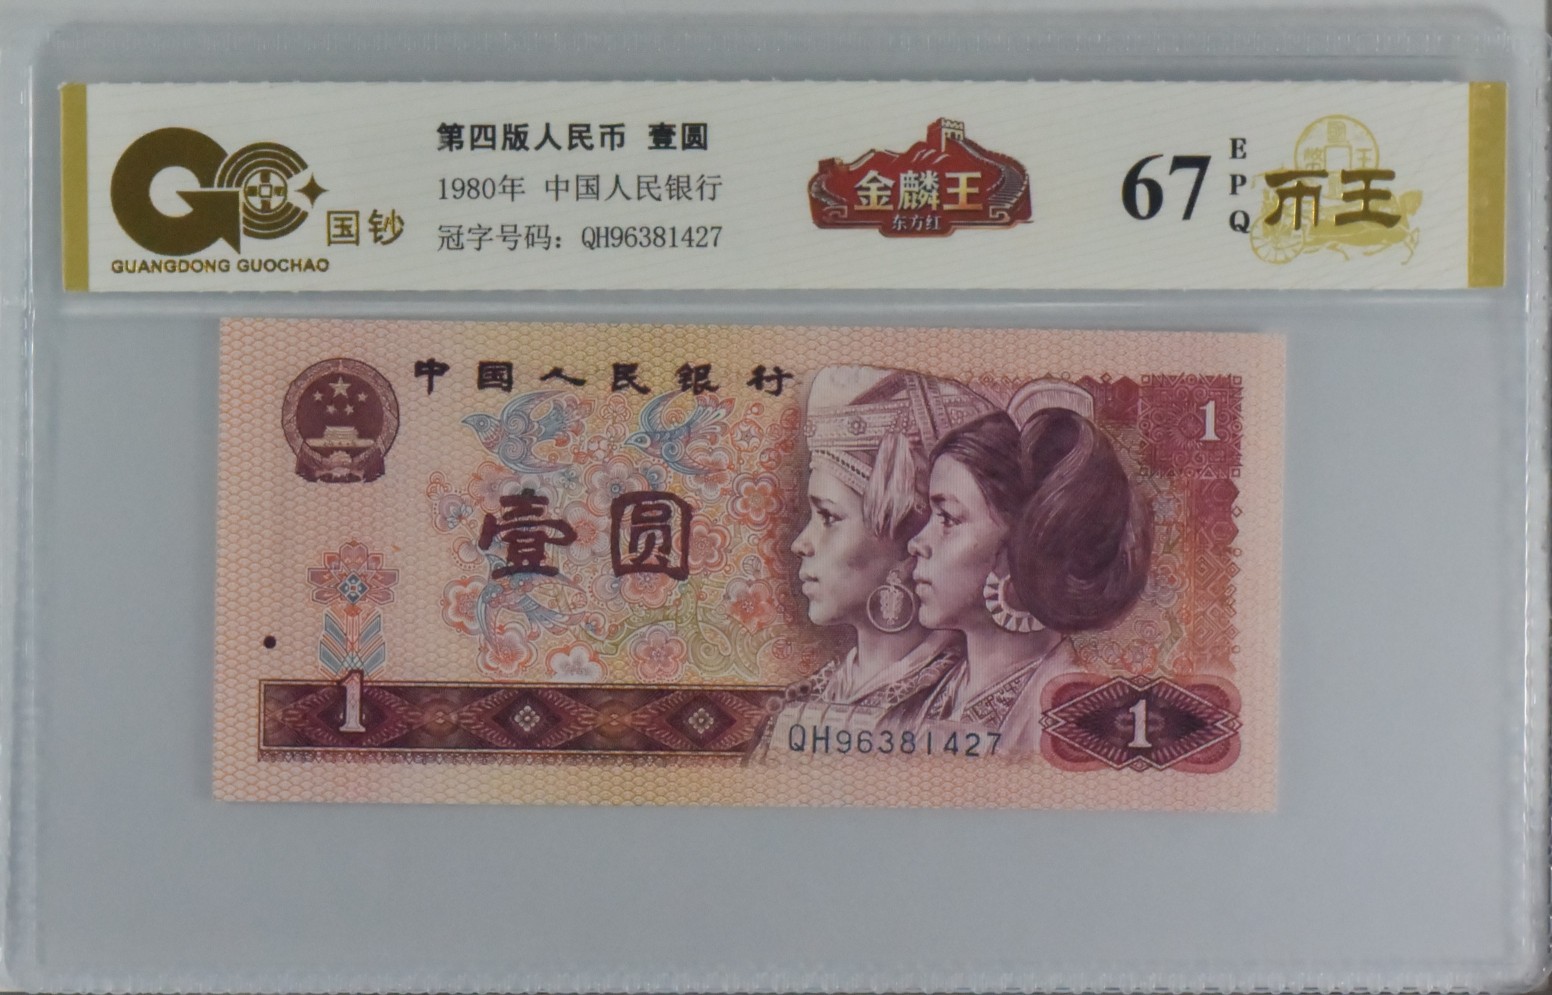 GC
国钞
GUANGDONG GUOCHAO
第四版人民币 壹圆
1980年 中国人民银行
冠字号码：QH96381427
金麟王
东方红
67
EPQ
币王
中国人民银行
1
壹圆
1
QH96381427
1